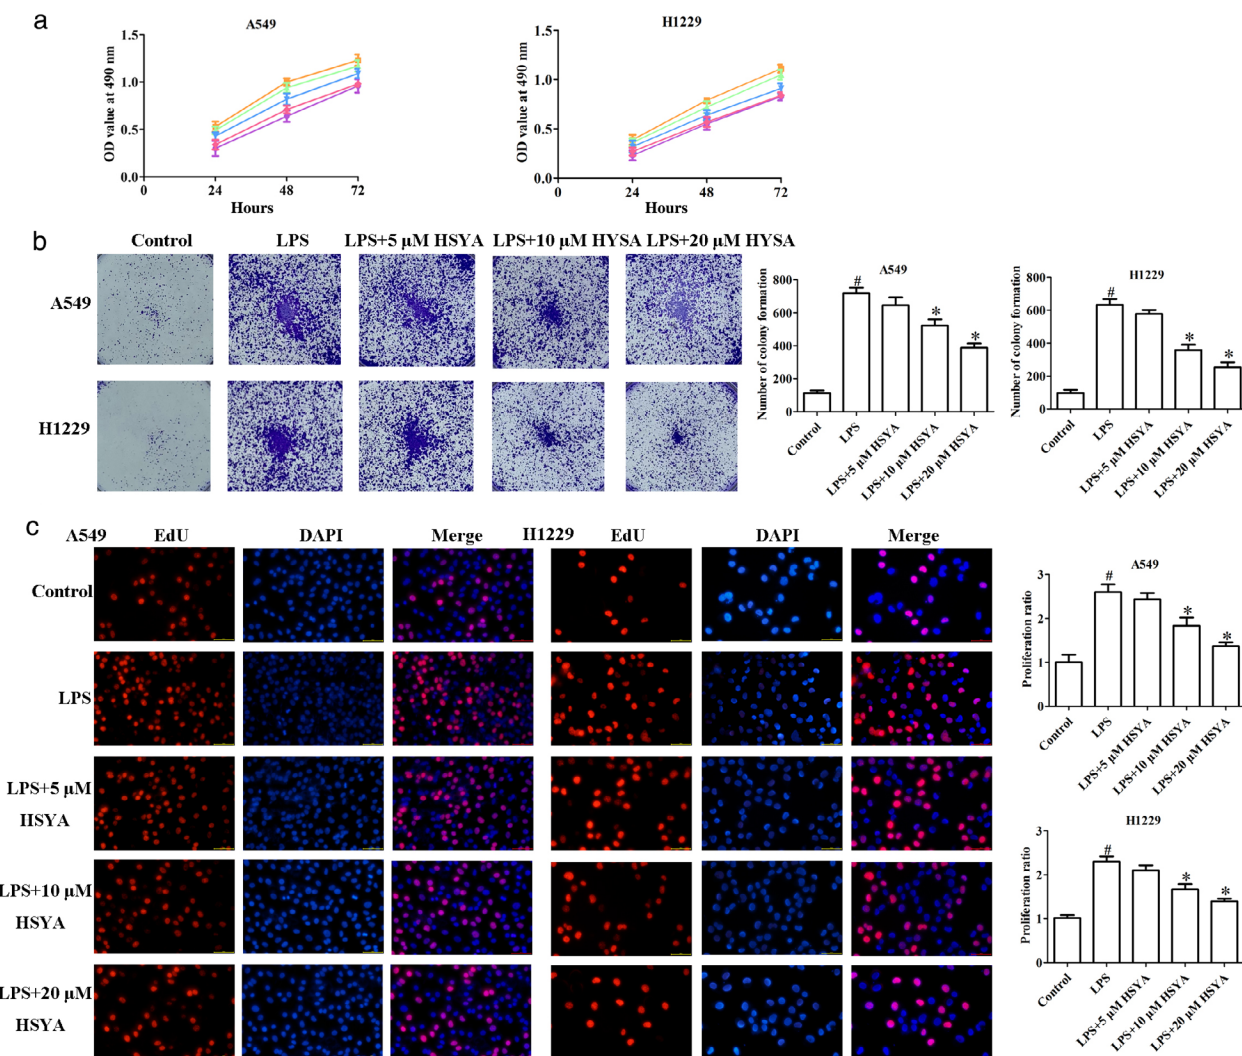 a
A549
H1229
OD value at 490 nm
1.5
1.0
0.5
0.0
0
24
48
72
Hours
OD value at 490 nm
1.5
1.0
0.5
0.0
0
24
48
72
Hours
b
Control
LPS
LPS+5 μM HSYA
LPS+10 μM HYSA
LPS+20 μM HYSA
A549
H1229
A549
Number of colony formation
800
600
400
200
0
#
*
*
Control
LPS
LPS+5 μM HSYA
LPS+10 μM HSYA
LPS+20 μM HSYA
H1229
Number of colony formation
800
600
400
200
0
#
*
*
Control
LPS
LPS+5 μM HSYA
LPS+10 μM HSYA
LPS+20 μM HSYA
c
A549
EdU
DAPI
Merge
H1229
EdU
DAPI
Merge
Control
LPS
LPS+5 μM
HSYA
LPS+10 μM
HSYA
LPS+20 μM
HSYA
A549
Proliferation ratio
3
2
1
0
#
*
*
Control
LPS
LPS+5 μM HSYA
LPS+10 μM HSYA
LPS+20 μM HSYA
H1229
Proliferation ratio
3
2
1
0
#
*
*
Control
LPS
LPS+5 μM HSYA
LPS+10 μM HSYA
LPS+20 μM HSYA